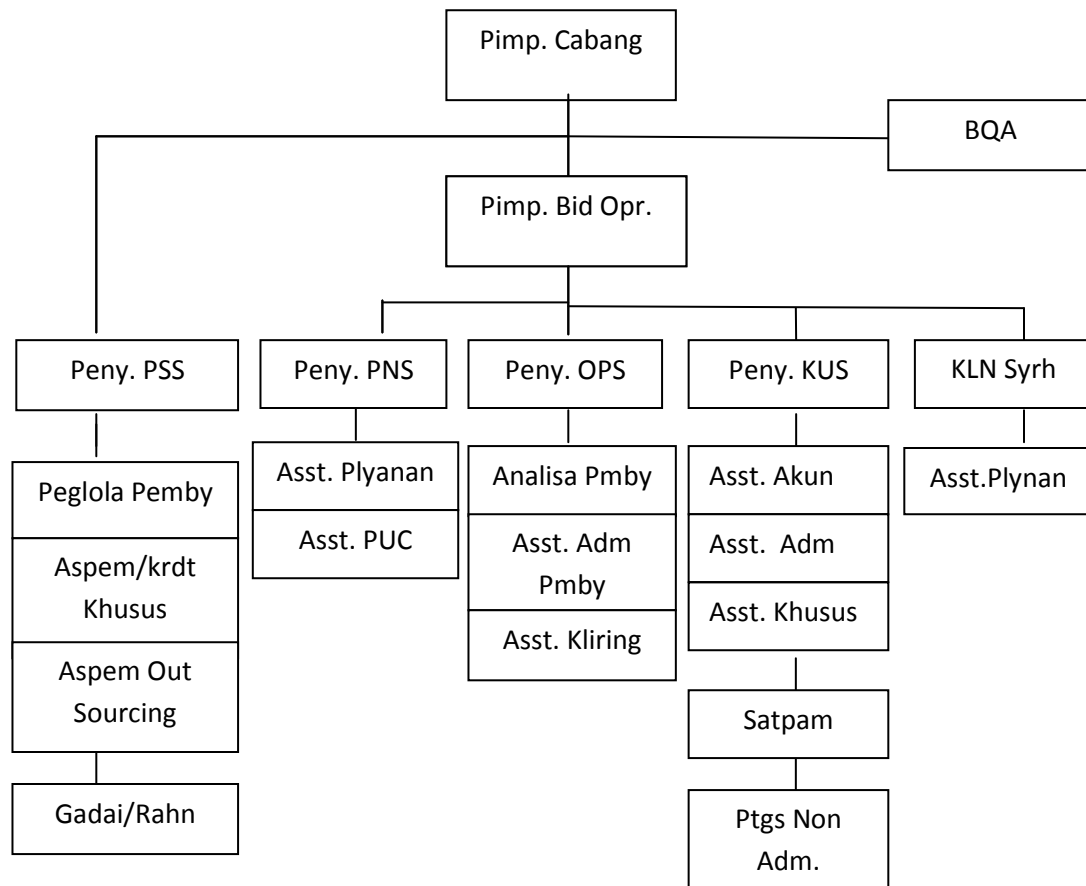 Pimp. Cabang
BQA
Pimp. Bid Opr.
Peny. PSS
Peny. PNS
Peny. OPS
Peny. KUS
KLN Syrh
Peglola Pemby
Aspem/krdt
Khusus
Aspem Out
Sourcing
Gadai/Rahn
Asst. Plyanan
Asst. PUC
Analisa Pmby
Asst. Adm
Pmby
Asst. Kliring
Asst. Akun
Asst.  Adm
Asst. Khusus
Satpam
Ptgs Non
Adm.
Asst.Plynan